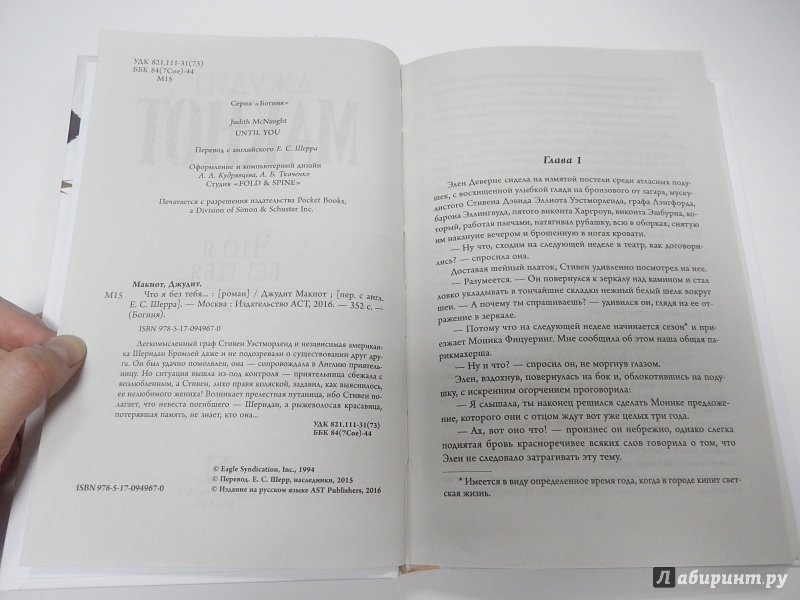 УДК 821.111-31(73)
ББК 84(7Сое)-44
М15
Серия «Богиня»
Judith McNaught
UNTIL YOU
Перевод с английского Е. С. Шерра
Оформление и компьютерный дизайн
А. А. Кудрявцева, А. Б. Ткаченко
Студия «FOLD & SPINE»
Печатается с разрешения издательства Pocket Books,
a Division of Simon & Schuster Inc.
Макнот, Джудит.
М15 Что я без тебя... : [роман] / Джудит Макнот ; [пер. с англ.
Е. С. Шерра]. — Москва : Издательство АСТ, 2016. — 352 с. —
(Богиня).
ISBN 978-5-17-094967-0
Легкомысленный граф Стивен Уэстморленд и независимая американ-
ка Шеридан Бромлей даже и не подозревали о существовании друг дру-
га. Он был удачно помолвлен, она — сопровождала в Англию приятель-
ницу. Но ситуация вышла из-под контроля — приятельница сбежала с
возлюбленным, а Стивен, лихо правя коляской, задавил, как выяснилось,
ее нелюбимого жениха! Возникает прелестная путаница, ибо Стивен по-
лагает, что невеста погибшего — Шеридан, а рыжеволосая красавица,
потерявшая память, не знает, кто она...
УДК 821.111-31(73)
ББК 84(7Сое)-44
© Eagle Syndication, Inc., 1994
© Перевод. Е. С. Шерр, наследники, 2015
ISBN 978-5-17-094967-0 © Издание на русском языке AST Publishers, 2016
Глава 1
Элен Деверне сидела на измятой постели среди атласных поду-
шек, с восхищенной улыбкой глядя на бронзового от загара, муску-
листого Стивена Дэвида Эллиота Уэстморленда, графа Лэнгфорда,
барона Эллингвуда, пятого виконта Харгроув, виконта Эшбурна, ко-
торый, работая плечами, натягивал рубашку, всю в оборках, снятую
им накануне вечером и брошенную в ногах кровати.
— Ну что, сходим на следующей неделе в театр, как договори-
лись? — спросила она.
Доставая шейный платок, Стивен удивленно посмотрел на нее.
— Разумеется. — Он повернулся к зеркалу над камином и стал
ловко укладывать в тончайшие складки нежный белый шелк вокруг
шеи. — А почему ты спрашиваешь? — удивился он, глядя на ее от-
ражение в зеркале.
— Потому что на следующей неделе начинается сезон* и при-
езжает Моника Фицуеринг. Мне сообщил об этом наша общая па-
рикмахерша.
— Ну и что? — спросил он, не моргнув глазом.
Элен, вздохнув, повернулась на бок и, облокотившись на подуш-
ку, с искренним огорчением проговорила:
— Я слышала, ты наконец решился сделать Монике предложе-
ние, которого они с отцом ждут вот уже целых три года.
— Ах, вот оно что! — произнес он небрежно, однако слегка
поднятая бровь красноречивее всяких слов говорила о том, что
Элен не следовало затрагивать эту тему.
* Имеется в виду определенное время года, когда в городе кипит свет-
ская жизнь.
Лабиринт.ру